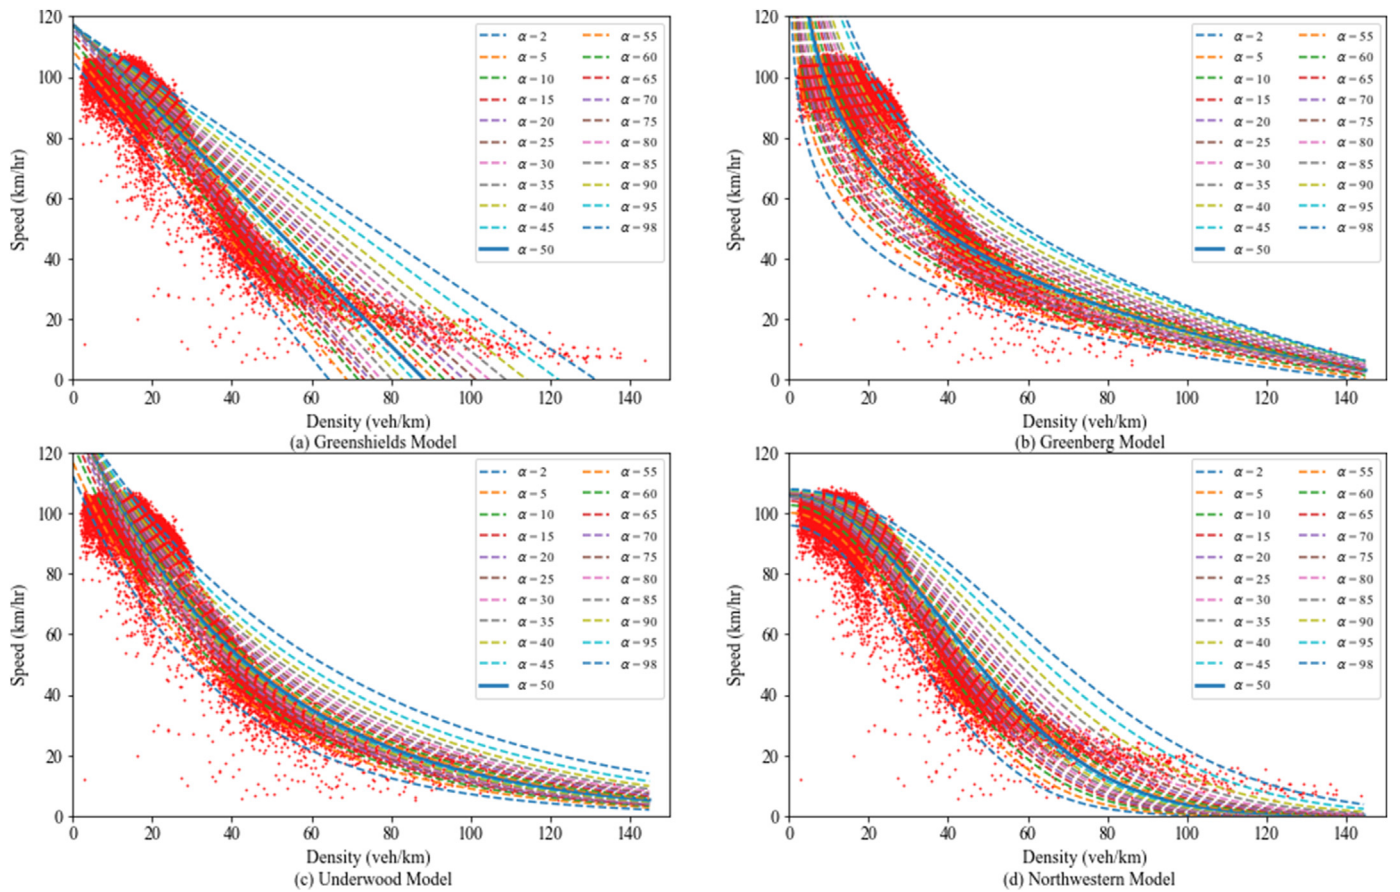 120
100
80
60
40
20
0
Speed (km/hr)
α = 2
α = 5
α = 10
α = 15
α = 20
α = 25
α = 30
α = 35
α = 40
α = 45
α = 50
α = 55
α = 60
α = 65
α = 70
α = 75
α = 80
α = 85
α = 90
α = 95
α = 98
0 20 40 60 80 100 120 140
Density (veh/km)
(a) Greenshields Model
120
100
80
60
40
20
0
Speed (km/hr)
α = 2
α = 5
α = 10
α = 15
α = 20
α = 25
α = 30
α = 35
α = 40
α = 45
α = 50
α = 55
α = 60
α = 65
α = 70
α = 75
α = 80
α = 85
α = 90
α = 95
α = 98
0 20 40 60 80 100 120 140
Density (veh/km)
(b) Greenberg Model
120
100
80
60
40
20
0
Speed (km/hr)
α = 2
α = 5
α = 10
α = 15
α = 20
α = 25
α = 30
α = 35
α = 40
α = 45
α = 50
α = 55
α = 60
α = 65
α = 70
α = 75
α = 80
α = 85
α = 90
α = 95
α = 98
0 20 40 60 80 100 120 140
Density (veh/km)
(c) Underwood Model
120
100
80
60
40
20
0
Speed (km/hr)
α = 2
α = 5
α = 10
α = 15
α = 20
α = 25
α = 30
α = 35
α = 40
α = 45
α = 50
α = 55
α = 60
α = 65
α = 70
α = 75
α = 80
α = 85
α = 90
α = 95
α = 98
0 20 40 60 80 100 120 140
Density (veh/km)
(d) Northwestern Model